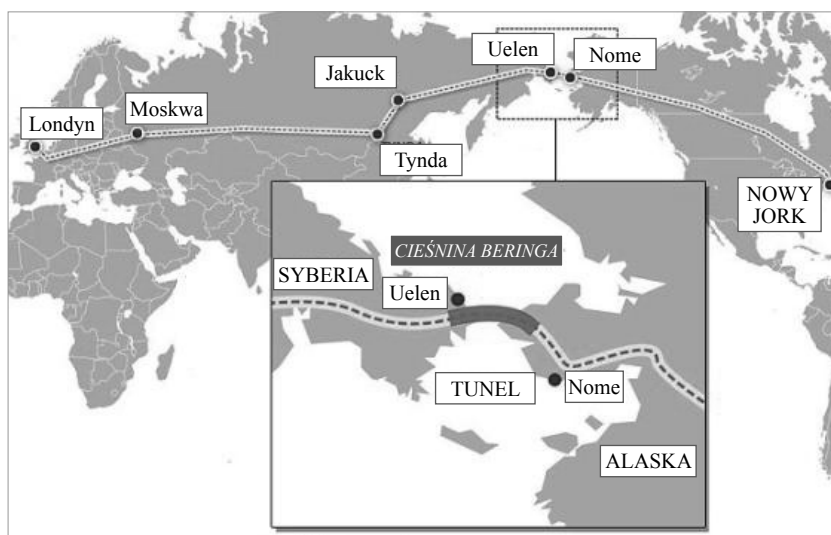 Uelen
Nome
Jakuck
Moskwa
Londyn
Tynda
NOWY
JORK
CIEŚNINA BERINGA
SYBERIA
Uelen
TUNEL
Nome
ALASKA